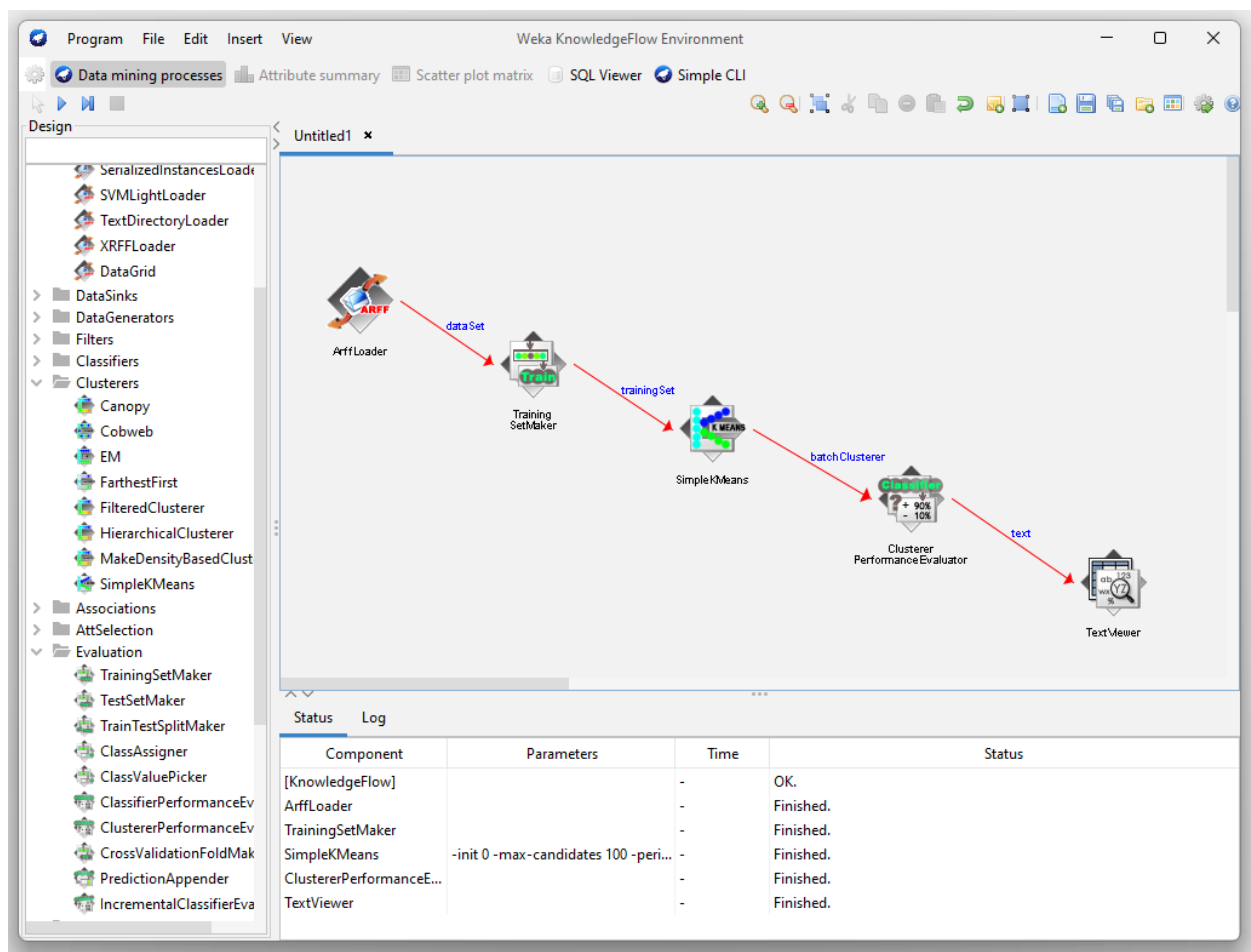 Program File Edit Insert View Weka KnowledgeFlow Environment
Data mining processes Attribute summary Scatter plot matrix SQL Viewer Simple CLI
Design
Untitled1
SerializedInstancesLoade
SVMLightLoader
TextDirectoryLoader
XRFFLoader
DataGrid
DataSinks
DataGenerators
Filters
Classifiers
Clusterers
Canopy
Cobweb
EM
FarthestFirst
FilteredClusterer
HierarchicalClusterer
MakeDensityBasedClust
SimpleKMeans
Associations
AttSelection
Evaluation
TrainingSetMaker
TestSetMaker
TrainTestSplitMaker
ClassAssigner
ClassValuePicker
ClassifierPerformanceEv
ClustererPerformanceEv
CrossValidationFoldMak
PredictionAppender
IncrementalClassifierEva
ARFF
ArffLoader
dataSet
Train
Training
SetMaker
trainingSet
K MEANS
SimpleKMeans
batchClusterer
Classifier
? + 90%
- 10%
Clusterer
PerformanceEvaluator
text
ab 123
wx YZ
%
TextViewer
Status Log
Component Parameters Time Status
[KnowledgeFlow] - OK.
ArffLoader - Finished.
TrainingSetMaker - Finished.
SimpleKMeans -init 0 -max-candidates 100 -peri... - Finished.
ClustererPerformanceE... - Finished.
TextViewer - Finished.